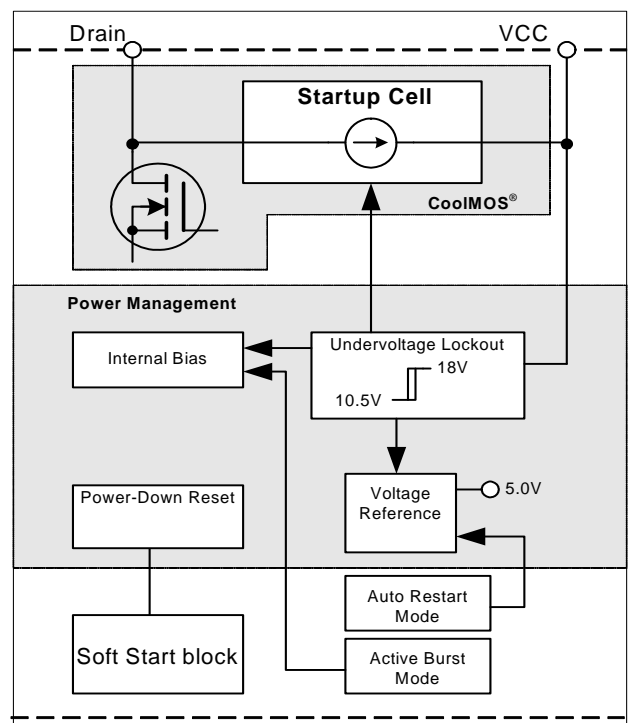 Drain
VCC
Startup Cell
CoolMOS®
Power Management
Internal Bias
Undervoltage Lockout
18V
10.5V
Power-Down Reset
Voltage
Reference
5.0V
Auto Restart
Mode
Soft Start block
Active Burst
Mode